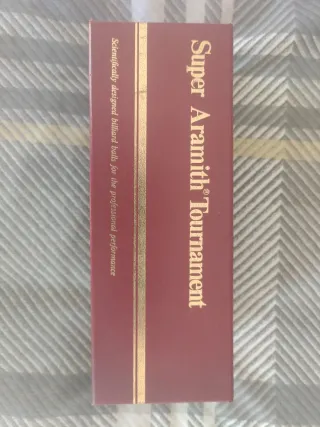 Super Aramith® Tournament
Scientifically designed billiard balls for the professional performance